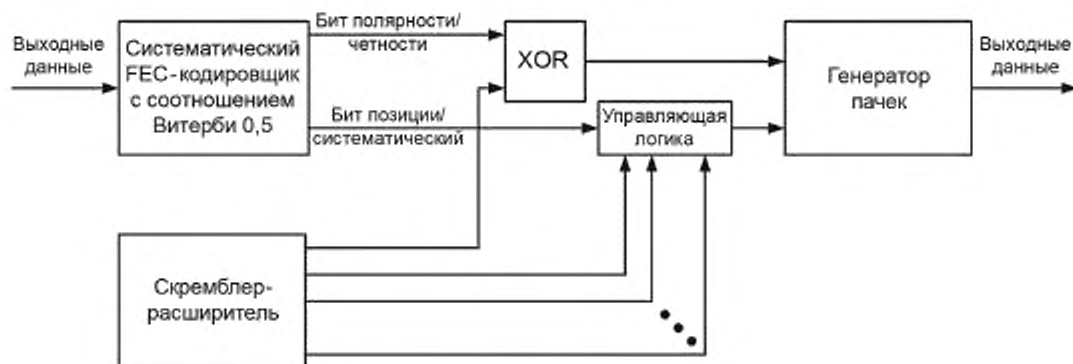 Выходные
данные
Систематический
FEC-кодировщик
с соотношением
Витерби 0,5
Бит полярности/
четности
Бит позиции/
систематический
XOR
Управляющая
логика
Генератор
пачек
Выходные
данные
Скремблер-
расширитель